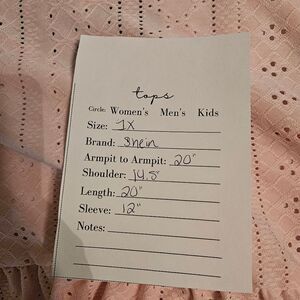 tops
Circle: Women's Men's Kids
Size: 1X
Brand: Shein
Armpit to Armpit: 20"
Shoulder: 14.5"
Length: 20"
Sleeve: 12"
Notes: